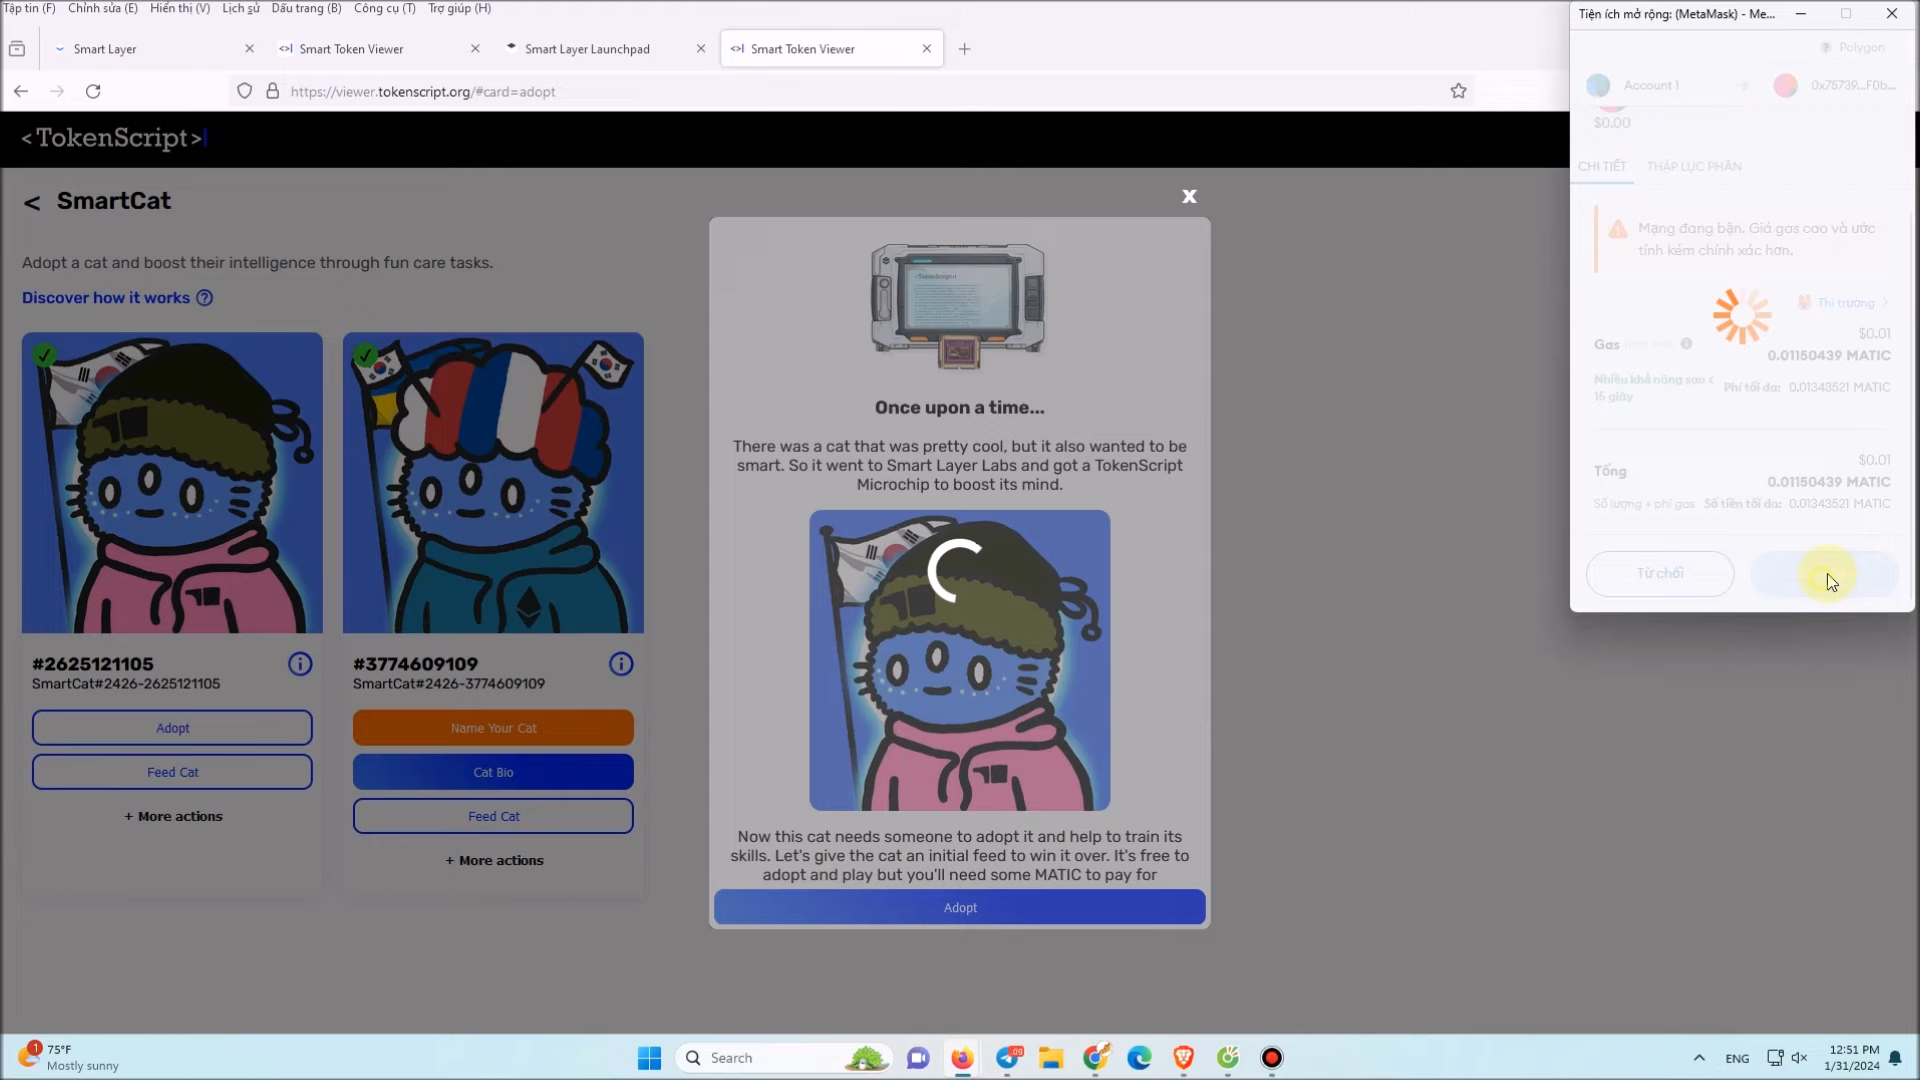 Tập tin (F) Chỉnh sửa (E) Hiển thị (V) Lịch sử Dấu trang (B) Công cụ (T) Trợ giúp (H)
Smart Layer
Smart Token Viewer
Smart Layer Launchpad
Smart Token Viewer
https://viewer.tokenscript.org/#card=adopt
<TokenScript>
< SmartCat
Adopt a cat and boost their intelligence through fun care tasks.
Discover how it works ?
#2625121105
SmartCat#2426-2625121105
Adopt
Feed Cat
+ More actions
#3774609109
SmartCat#2426-3774609109
Name Your Cat
Cat Bio
Feed Cat
+ More actions
X
Once upon a time...
There was a cat that was pretty cool, but it also wanted to be
smart. So it went to Smart Layer Labs and got a TokenScript
Microchip to boost its mind.
Now this cat needs someone to adopt it and help to train its
skills. Let's give the cat an initial feed to win it over. It's free to
adopt and play but you'll need some MATIC to pay for
Adopt
Tiện ích mở rộng: (MetaMask) - Me...
Polygon
Account 1
0x75739...F0b...
$0.00
CHI TIẾT THẬP LỤC PHÂN
Mạng đang bận. Giá gas cao và ước
tính kém chính xác hơn.
Thị trường >
$0.01
Gas
0.01150439 MATIC
Nhiều khả năng sau <
15 giây
Phí tối đa: 0.01343521 MATIC
$0.01
Tổng
0.01150439 MATIC
Số lượng + phí gas Số tiền tối đa: 0.01343521 MATIC
Từ chối
1
75°F
Mostly sunny
Search
09
ENG
12:51 PM
1/31/2024